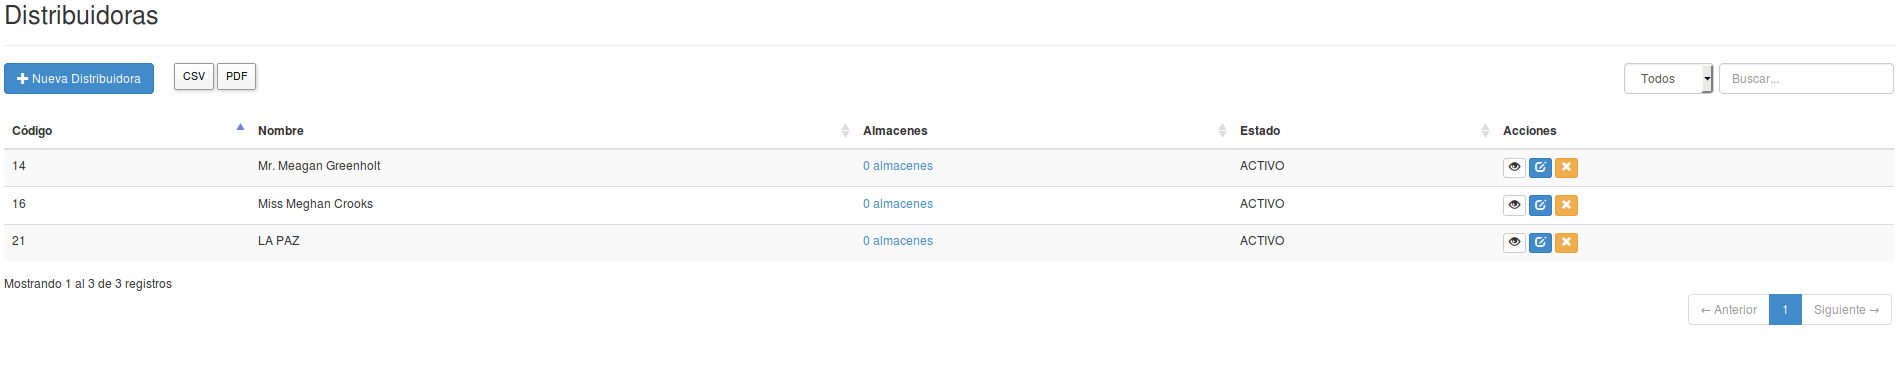 Distribuidoras
Nueva Distribuidora CSV PDF Todos Buscar...
Código Nombre Almacenes Estado Acciones
14 Mr. Meagan Greenholt 0 almacenes ACTIVO
16 Miss Meghan Crooks 0 almacenes ACTIVO
21 LA PAZ 0 almacenes ACTIVO
Mostrando 1 al 3 de 3 registros
← Anterior 1 Siguiente →